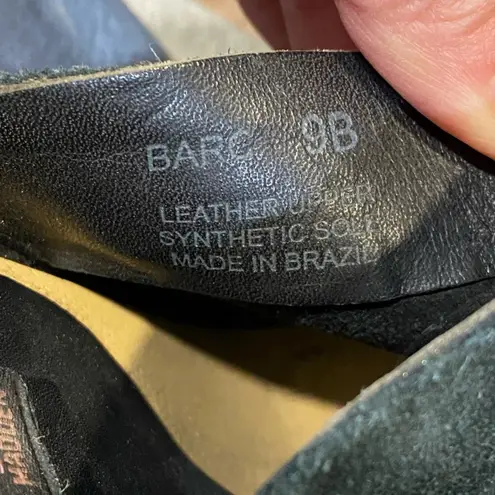 BARC 9B
LEATHER UPPER
SYNTHETIC SOLE
MADE IN BRAZIL